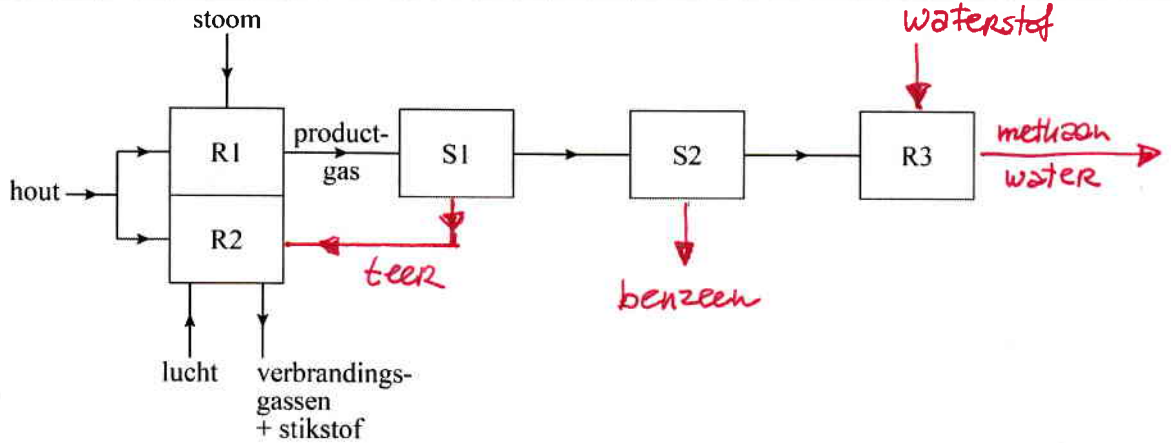 stoom
waterstof
R1
product-
gas
S1
S2
R3
methaan
water
hout
R2
teer
benzeen
lucht
verbrandings-
gassen
+ stikstof